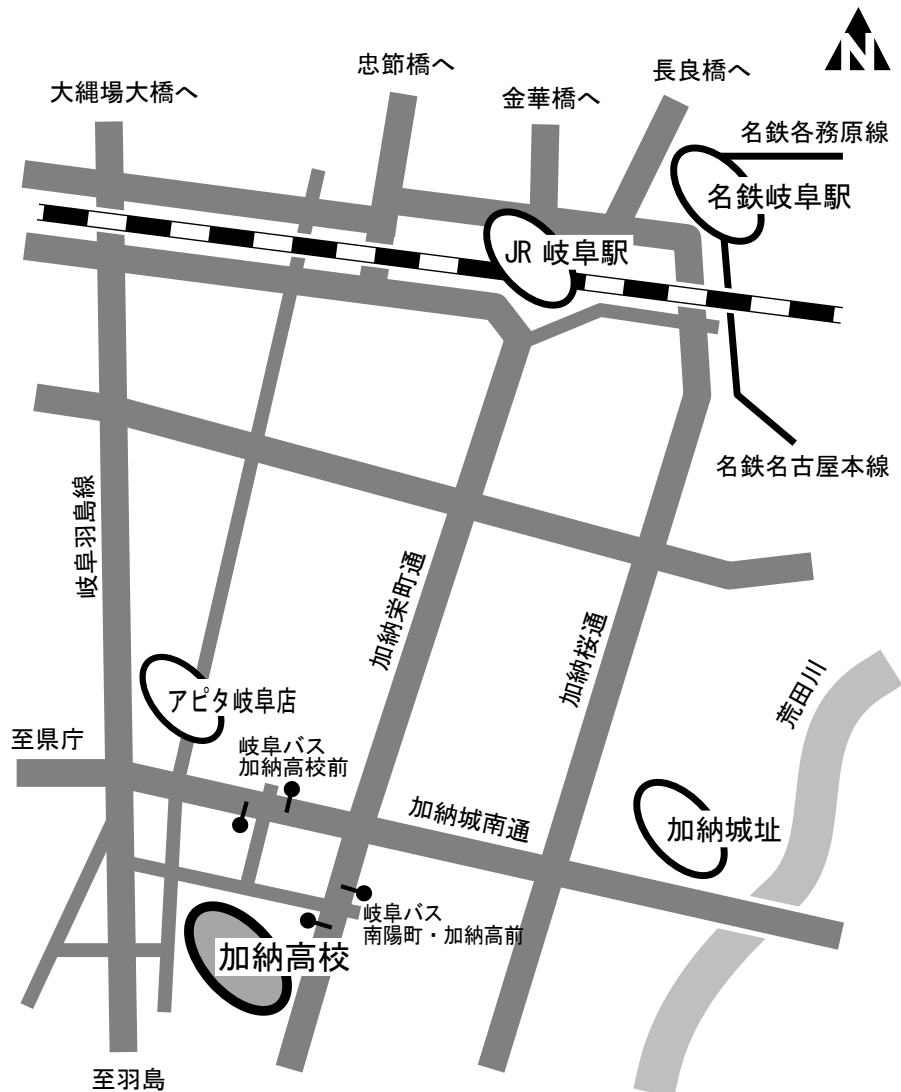 N
忠節橋へ
長良橋へ
大縄場大橋へ
金華橋へ
名鉄各務原線
名鉄岐阜駅
JR 岐阜駅
名鉄名古屋本線
岐阜羽島線
加納栄町通
加納桜通
荒田川
アピタ岐阜店
至県庁
岐阜バス
加納高校前
加納城南通
加納城址
岐阜バス
南陽町・加納高前
加納高校
至羽島